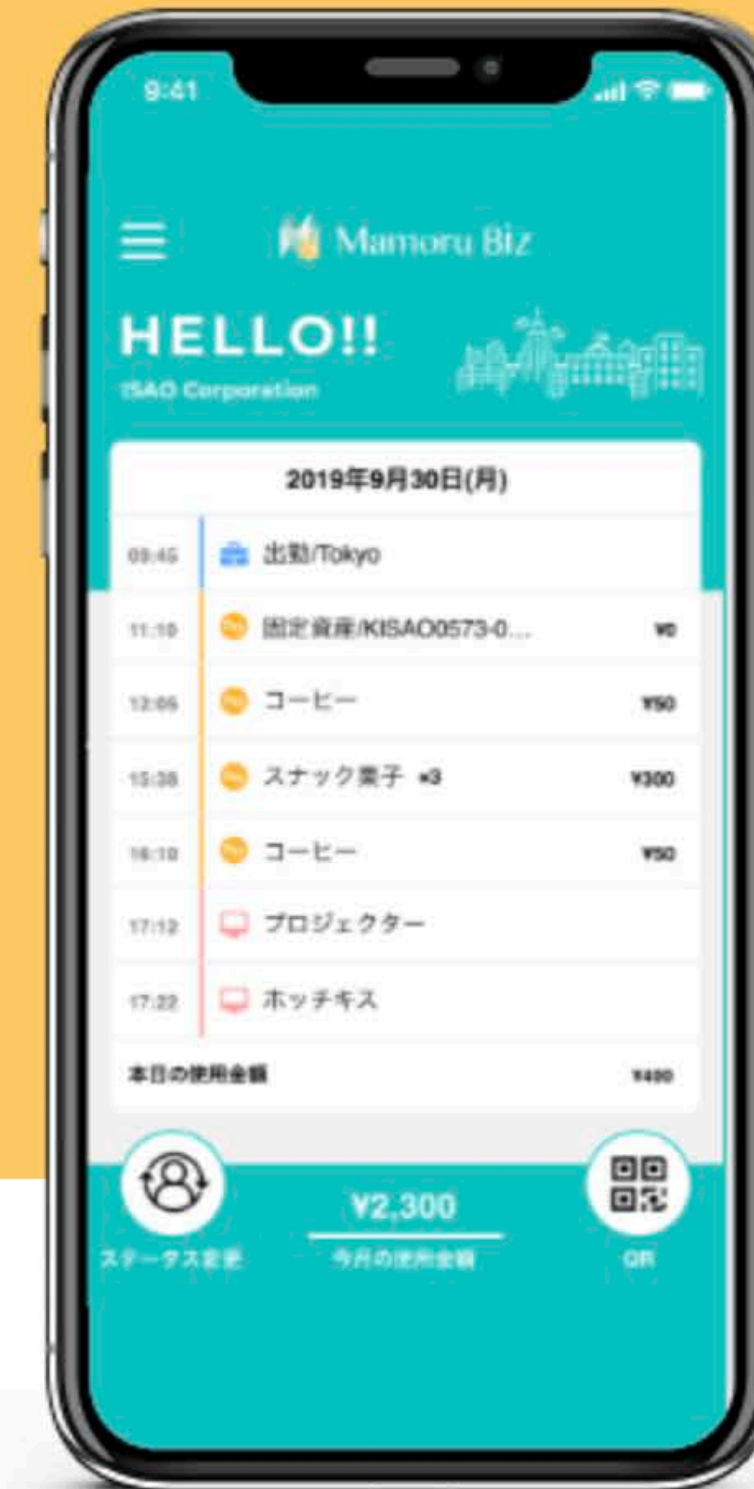 9:41
Mamoru Biz
HELLO!!
ISAO Corporation
2019年9月30日(月)
09:45 出勤/Tokyo
11:10 固定資産/KISAO0573-0... ¥0
13:05 コーヒー ¥50
15:38 スナック菓子 ×3 ¥300
16:10 コーヒー ¥50
17:12 プロジェクター
17:22 ホッチキス
本日の使用金額 ¥400
¥2,300
ステータス変更 今月の使用金額 QR